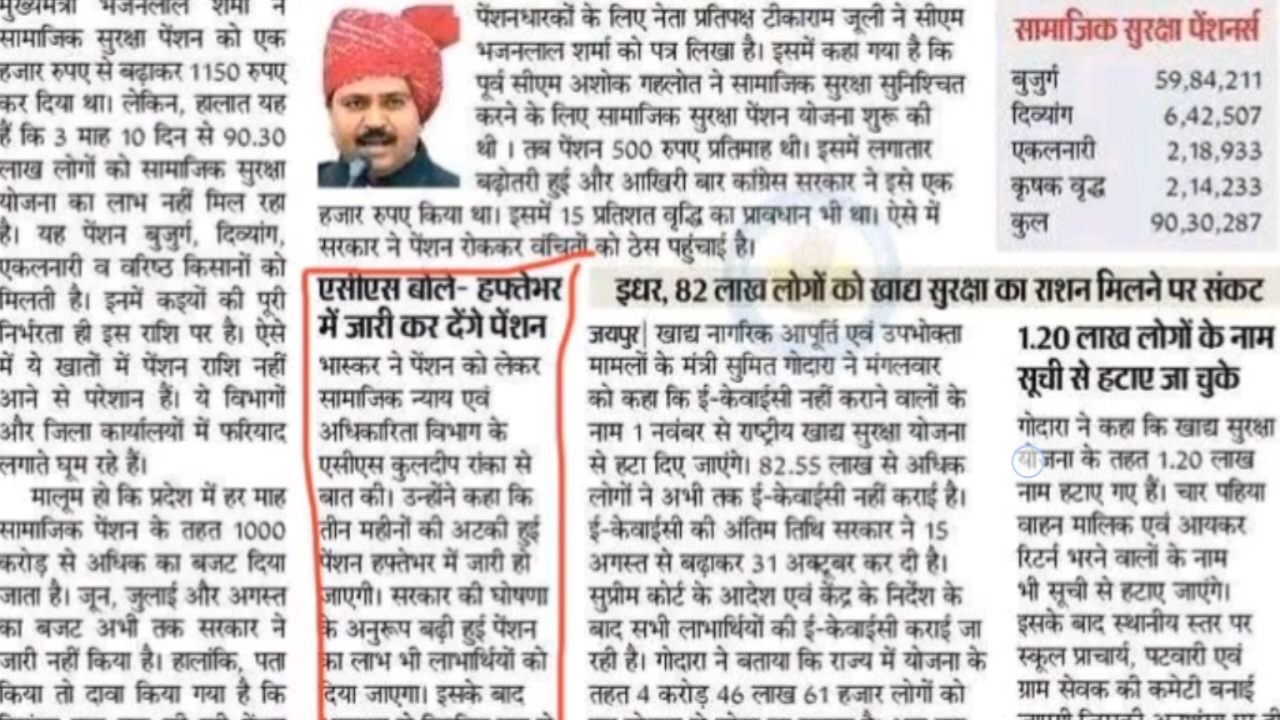 मुख्यमंत्री भजनलाल शर्मा ने
सामाजिक सुरक्षा पेंशन को एक
हजार रुपए से बढ़ाकर 1150 रुपए
कर दिया था। लेकिन, हालात यह
हैं कि 3 माह 10 दिन से 90.30
लाख लोगों को सामाजिक सुरक्षा
योजना का लाभ नहीं मिल रहा
है। यह पेंशन बुजुर्ग, दिव्यांग,
एकलनारी व वरिष्ठ किसानों को
मिलती है। इनमें कइयों की पूरी
निर्भरता ही इस राशि पर है। ऐसे
में ये खातों में पेंशन राशि नहीं
आने से परेशान हैं। ये विभागों
और जिला कार्यालयों में फरियाद
लगाते घूम रहे हैं।
मालूम हो कि प्रदेश में हर माह
सामाजिक पेंशन के तहत 1000
करोड़ से अधिक का बजट दिया
जाता है। जून, जुलाई और अगस्त
का बजट अभी तक सरकार ने
जारी नहीं किया है। हालांकि, पता
किया तो दावा किया गया है कि
पेंशनधारकों के लिए नेता प्रतिपक्ष टीकाराम जूली ने सीएम
भजनलाल शर्मा को पत्र लिखा है। इसमें कहा गया है कि
पूर्व सीएम अशोक गहलोत ने सामाजिक सुरक्षा सुनिश्चित
करने के लिए सामाजिक सुरक्षा पेंशन योजना शुरू की
थी । तब पेंशन 500 रुपए प्रतिमाह थी। इसमें लगातार
बढ़ोतरी हुई और आखिरी बार कांग्रेस सरकार ने इसे एक
हजार रुपए किया था। इसमें 15 प्रतिशत वृद्धि का प्रावधान भी था। ऐसे में
सरकार ने पेंशन रोककर वंचितों को ठेस पहुंचाई है।
सामाजिक सुरक्षा पेंशनर्स
बुजुर्ग 59,84,211
दिव्यांग 6,42,507
एकलनारी 2,18,933
कृषक वृद्ध 2,14,233
कुल 90,30,287
एसीएस बोले- हफ्तेभर
में जारी कर देंगे पेंशन
भास्कर ने पेंशन को लेकर
सामाजिक न्याय एवं
अधिकारिता विभाग के
एसीएस कुलदीप रांका से
बात की। उन्होंने कहा कि
तीन महीनों की अटकी हुई
पेंशन हफ्तेभर में जारी हो
जाएगी। सरकार की घोषणा
के अनुरूप बढ़ी हुई पेंशन
का लाभ भी लाभार्थियों को
दिया जाएगा। इसके बाद
इधर, 82 लाख लोगों को खाद्य सुरक्षा का राशन मिलने पर संकट
जयपुर| खाद्य नागरिक आपूर्ति एवं उपभोक्ता
मामलों के मंत्री सुमित गोदारा ने मंगलवार
को कहा कि ई-केवाईसी नहीं कराने वालों के
नाम 1 नवंबर से राष्ट्रीय खाद्य सुरक्षा योजना
से हटा दिए जाएंगे। 82.55 लाख से अधिक
लोगों ने अभी तक ई-केवाईसी नहीं कराई है।
ई-केवाईसी की अंतिम तिथि सरकार ने 15
अगस्त से बढ़ाकर 31 अक्टूबर कर दी है।
सुप्रीम कोर्ट के आदेश एवं केंद्र के निर्देश के
बाद सभी लाभार्थियों की ई-केवाईसी कराई जा
रही है। गोदारा ने बताया कि राज्य में योजना के
तहत 4 करोड़ 46 लाख 61 हजार लोगों को
1.20 लाख लोगों के नाम
सूची से हटाए जा चुके
गोदारा ने कहा कि खाद्य सुरक्षा
योजना के तहत 1.20 लाख
नाम हटाए गए हैं। चार पहिया
वाहन मालिक एवं आयकर
रिटर्न भरने वालों के नाम
भी सूची से हटाए जाएंगे।
इसके बाद स्थानीय स्तर पर
स्कूल प्राचार्य, पटवारी एवं
ग्राम सेवक की कमेटी बनाई